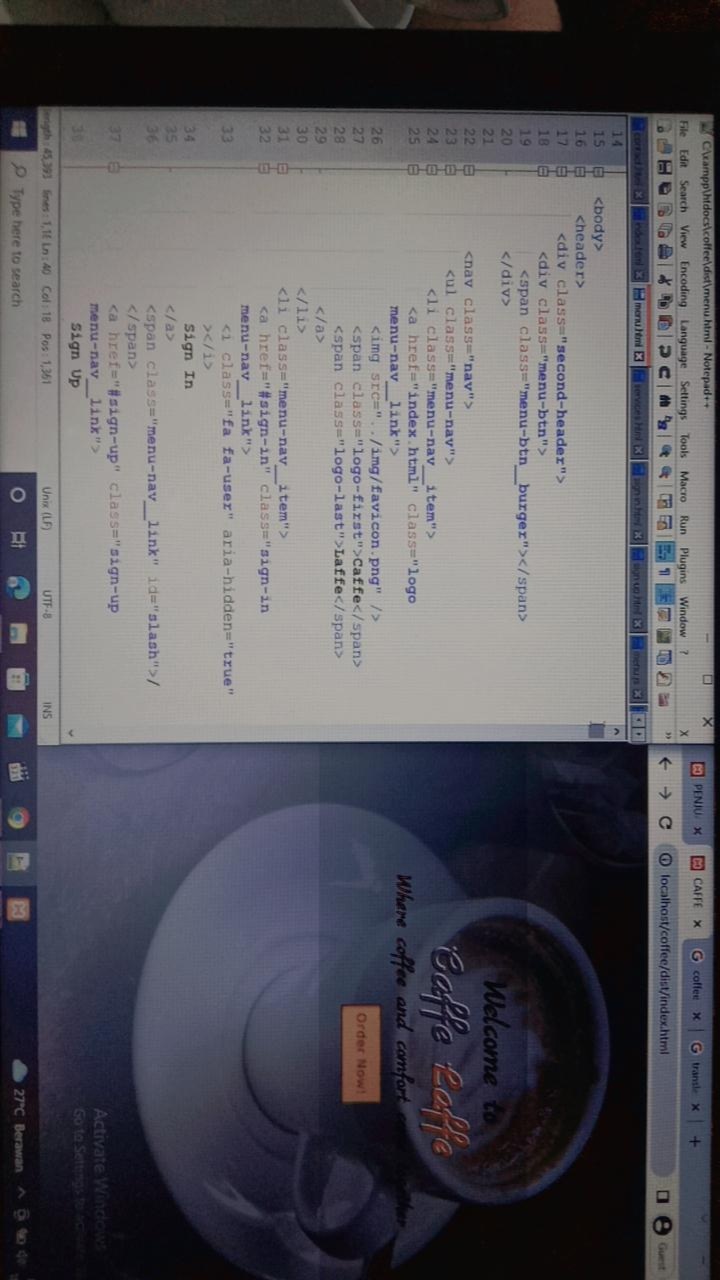 C:\xampp\htdocs\coffee\dist\menu.html - Notepad++
File Edit Search View Encoding Language Settings Tools Macro Run Plugins Window ? X
contact.html index.html menu.html services.html sign-in.html sign-up.html menu.js
14
15 <body>
16 <header>
17 <div class="second-header">
18 <div class="menu-btn">
19 <span class="menu-btn__burger"></span>
20 </div>
21
22 <nav class="nav">
23 <ul class="menu-nav">
24 <li class="menu-nav__item">
25 <a href="index.html" class="logo
menu-nav__link">
26 <img src="../img/favicon.png" />
27 <span class="logo-first">Caffe</span>
28 <span class="logo-last">Laffe</span>
29 </a>
30 </li>
31 <li class="menu-nav__item">
32 <a href="#sign-in" class="sign-in
menu-nav__link">
33 <i class="fa fa-user" aria-hidden="true"
></i>
34 Sign In
35 </a>
36 <span class="menu-nav__link" id="slash">/
</span>
37 <a href="#sign-up" class="sign-up
menu-nav__link">
38 Sign Up
length : 45,393 lines : 1,16 Ln : 40 Col : 18 Pos : 1,361 Unix (LF) UTF-8 INS
PENJU CAFFE coffee transle
localhost/coffee/dist/index.html
Guest
Welcome to
Caffe Laffe
Where coffee and comfort come together
Order Now!
Activate Windows
Go to Settings to activate
Type here to search
27°C Berawan